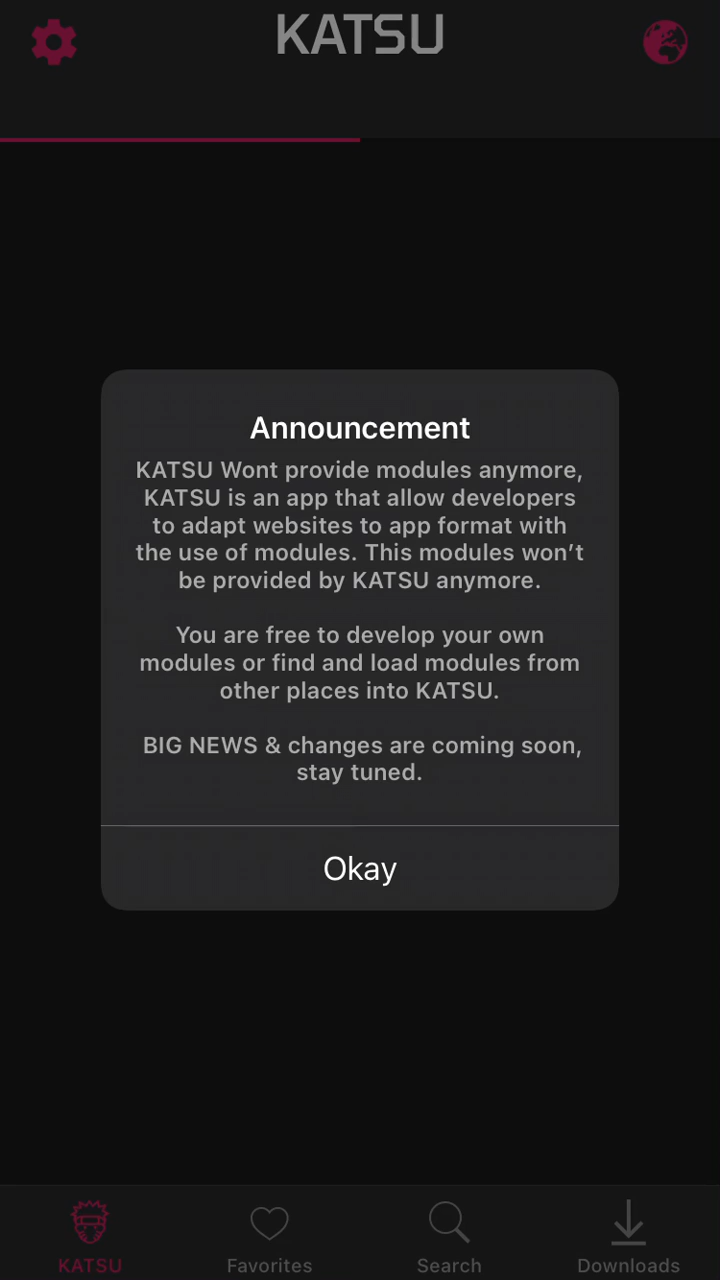 KATSU
Announcement
KATSU Wont provide modules anymore,
KATSU is an app that allow developers
to adapt websites to app format with
the use of modules. This modules won’t
be provided by KATSU anymore.
You are free to develop your own
modules or find and load modules from
other places into KATSU.
BIG NEWS & changes are coming soon,
stay tuned.
Okay
KATSU
Favorites
Search
Downloads